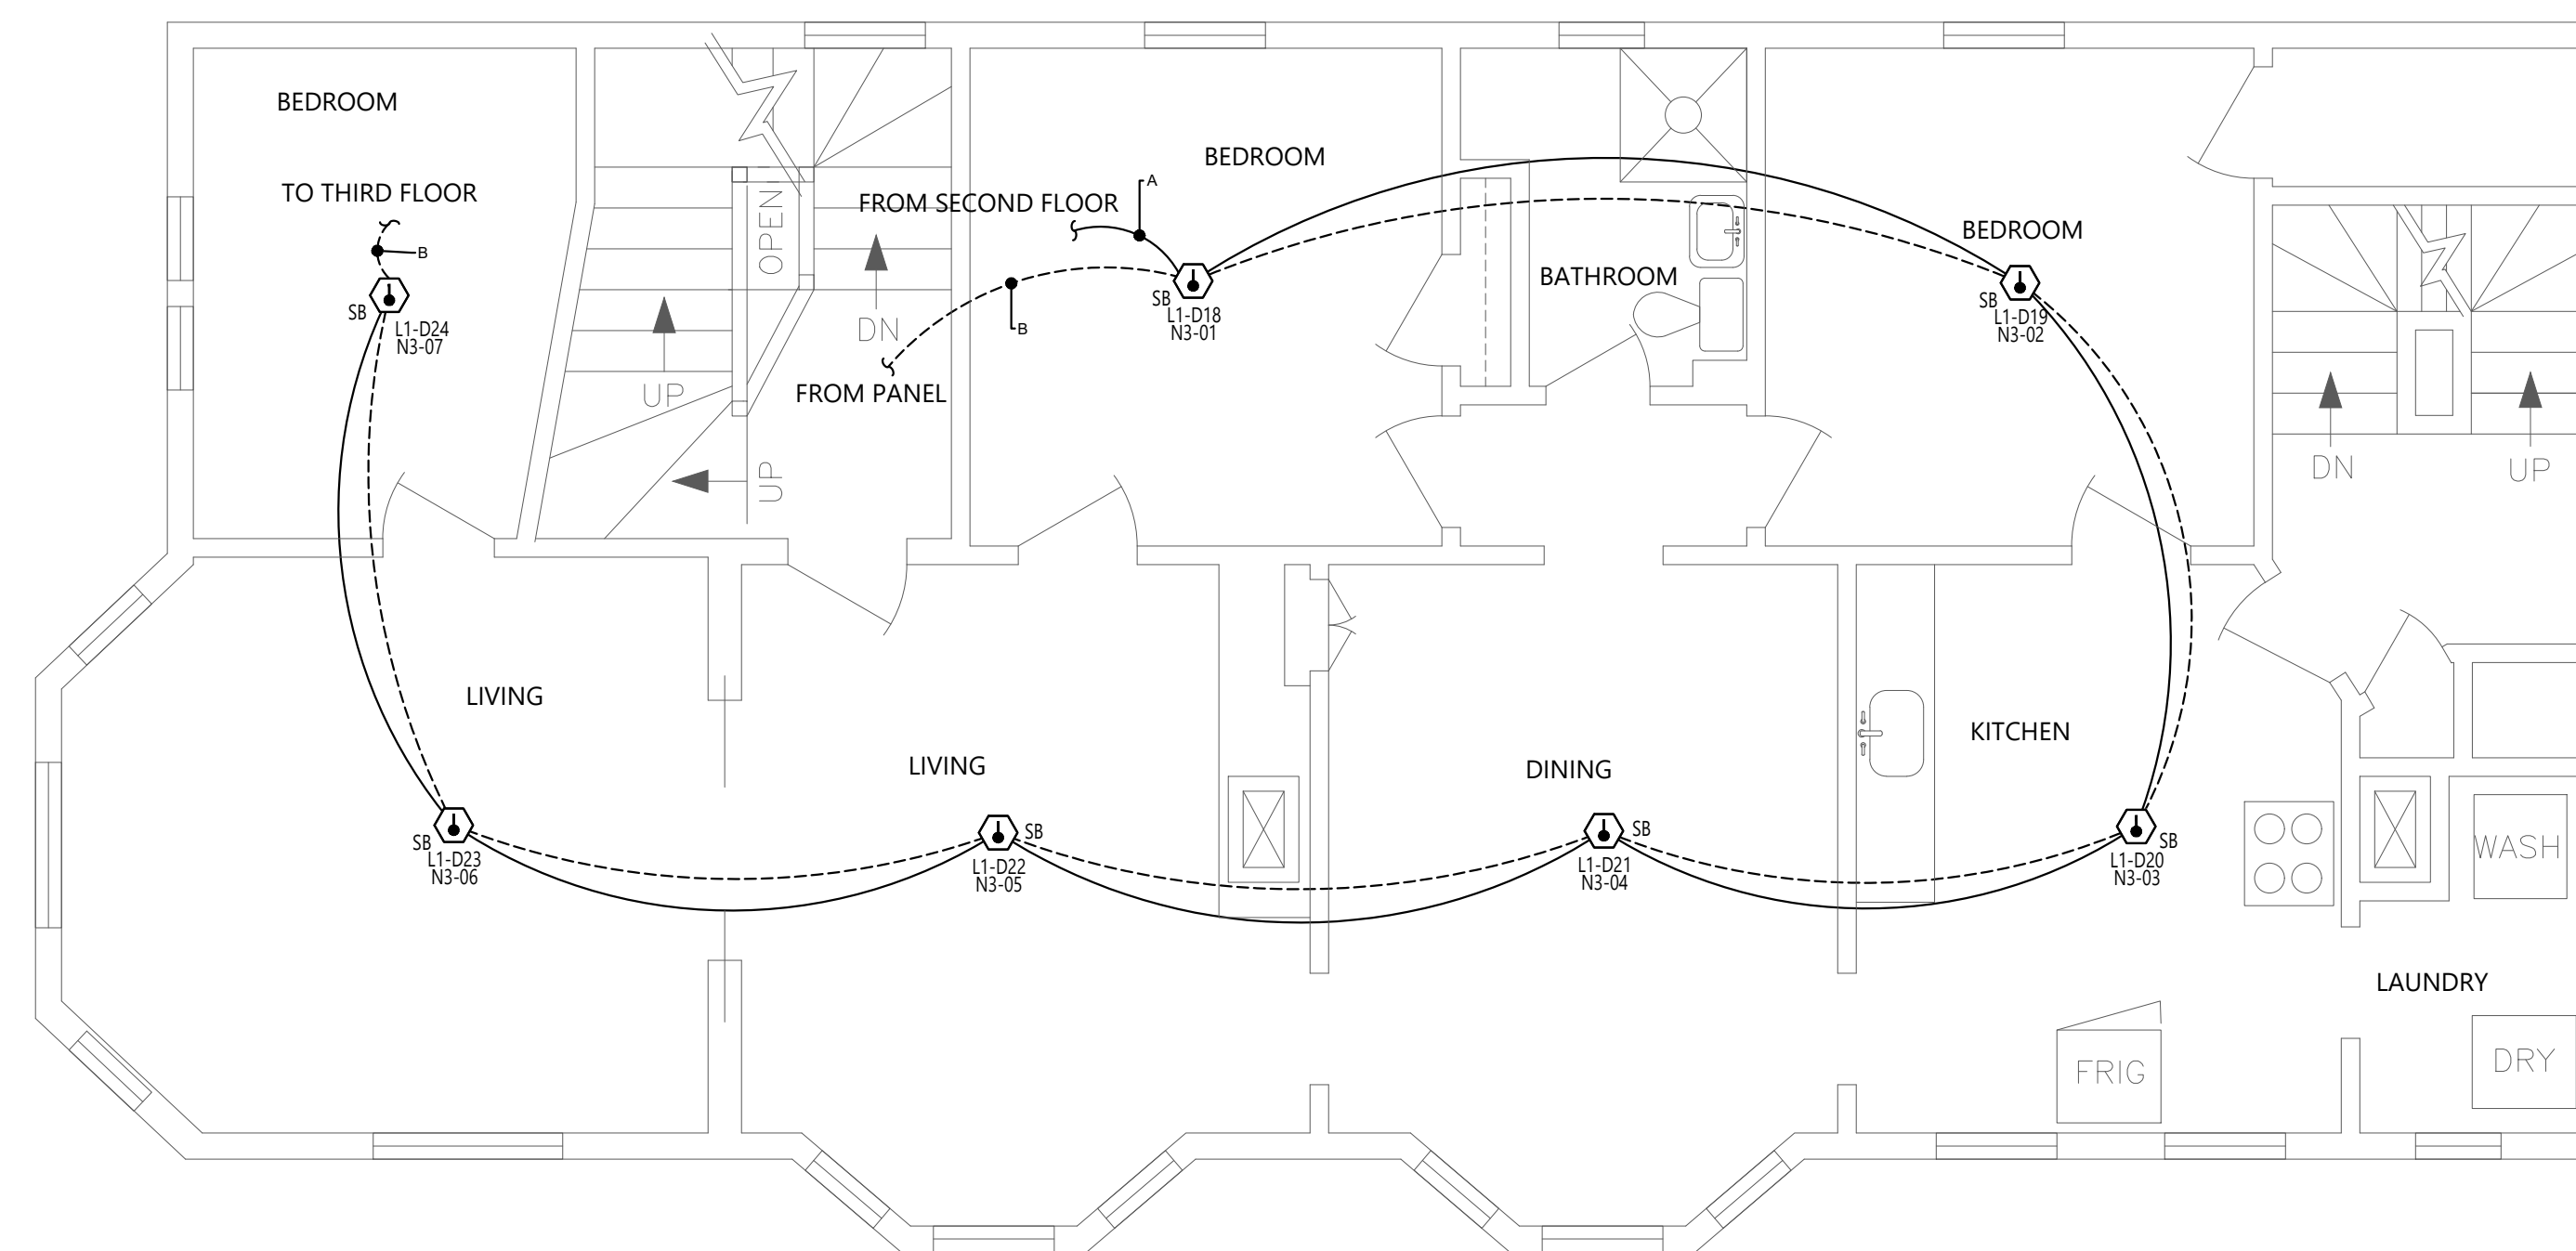 BEDROOM
TO THIRD FLOOR
B
SB
L1-D24
N3-07
UP
OPEN
UP
DN
FROM SECOND FLOOR
A
BEDROOM
B
FROM PANEL
SB
L1-D18
N3-01
BATHROOM
BEDROOM
SB
L1-D19
N3-02
DN
UP
LIVING
SB
L1-D23
N3-06
LIVING
SB
L1-D22
N3-05
DINING
SB
L1-D21
N3-04
KITCHEN
SB
L1-D20
N3-03
WASH
LAUNDRY
FRIG
DRY